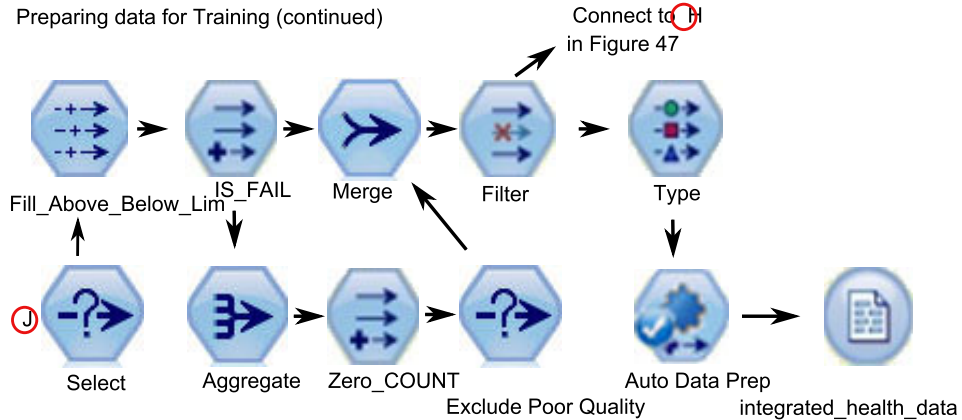 Preparing data for Training (continued)
Connect to H
in Figure 47
Fill_Above_Below_Lim
IS_FAIL
Merge
Filter
Type
J
Select
Aggregate
Zero_COUNT
Exclude Poor Quality
Auto Data Prep
integrated_health_data